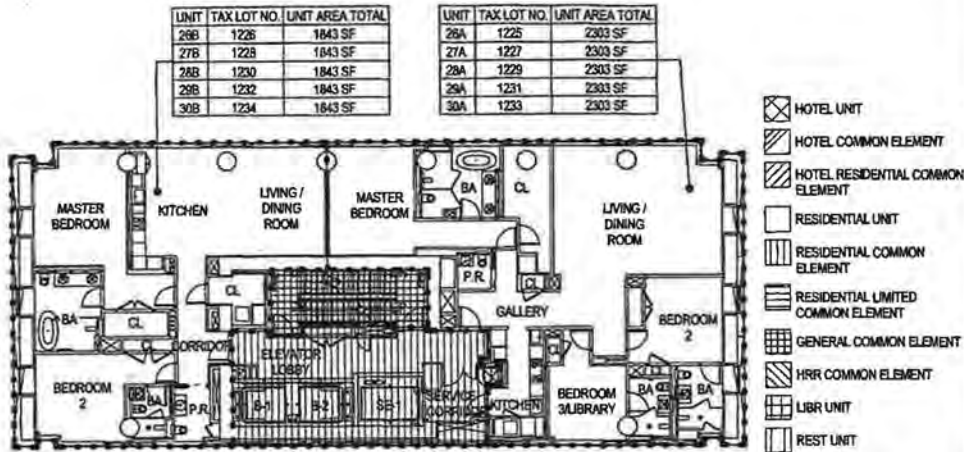 UNIT TAX LOT NO. UNIT AREA TOTAL
26B 1226 1843 SF
27B 1228 1843 SF
28B 1230 1843 SF
29B 1232 1843 SF
30B 1234 1843 SF
UNIT TAX LOT NO. UNIT AREA TOTAL
26A 1225 2303 SF
27A 1227 2303 SF
28A 1229 2303 SF
29A 1231 2303 SF
30A 1233 2303 SF
HOTEL UNIT
HOTEL COMMON ELEMENT
HOTEL RESIDENTIAL COMMON
ELEMENT
RESIDENTIAL UNIT
RESIDENTIAL COMMON
ELEMENT
RESIDENTIAL LIMITED
COMMON ELEMENT
GENERAL COMMON ELEMENT
HRR COMMON ELEMENT
LIBR UNIT
REST UNIT
MASTER
BEDROOM
KITCHEN
LIVING /
DINING
ROOM
MASTER
BEDROOM
BA
CL
LIVING /
DINING
ROOM
P.R.
CL
CL
GALLERY
BA
CL
CL
CORRIDOR
ELEVATOR
LOBBY
BEDROOM
2
BEDROOM
2
BA
P.R.
B-1
B-2
SE-1
SERVICE
CORRIDOR
KITCHEN
CL
BEDROOM
3/LIBRARY
BA
BA